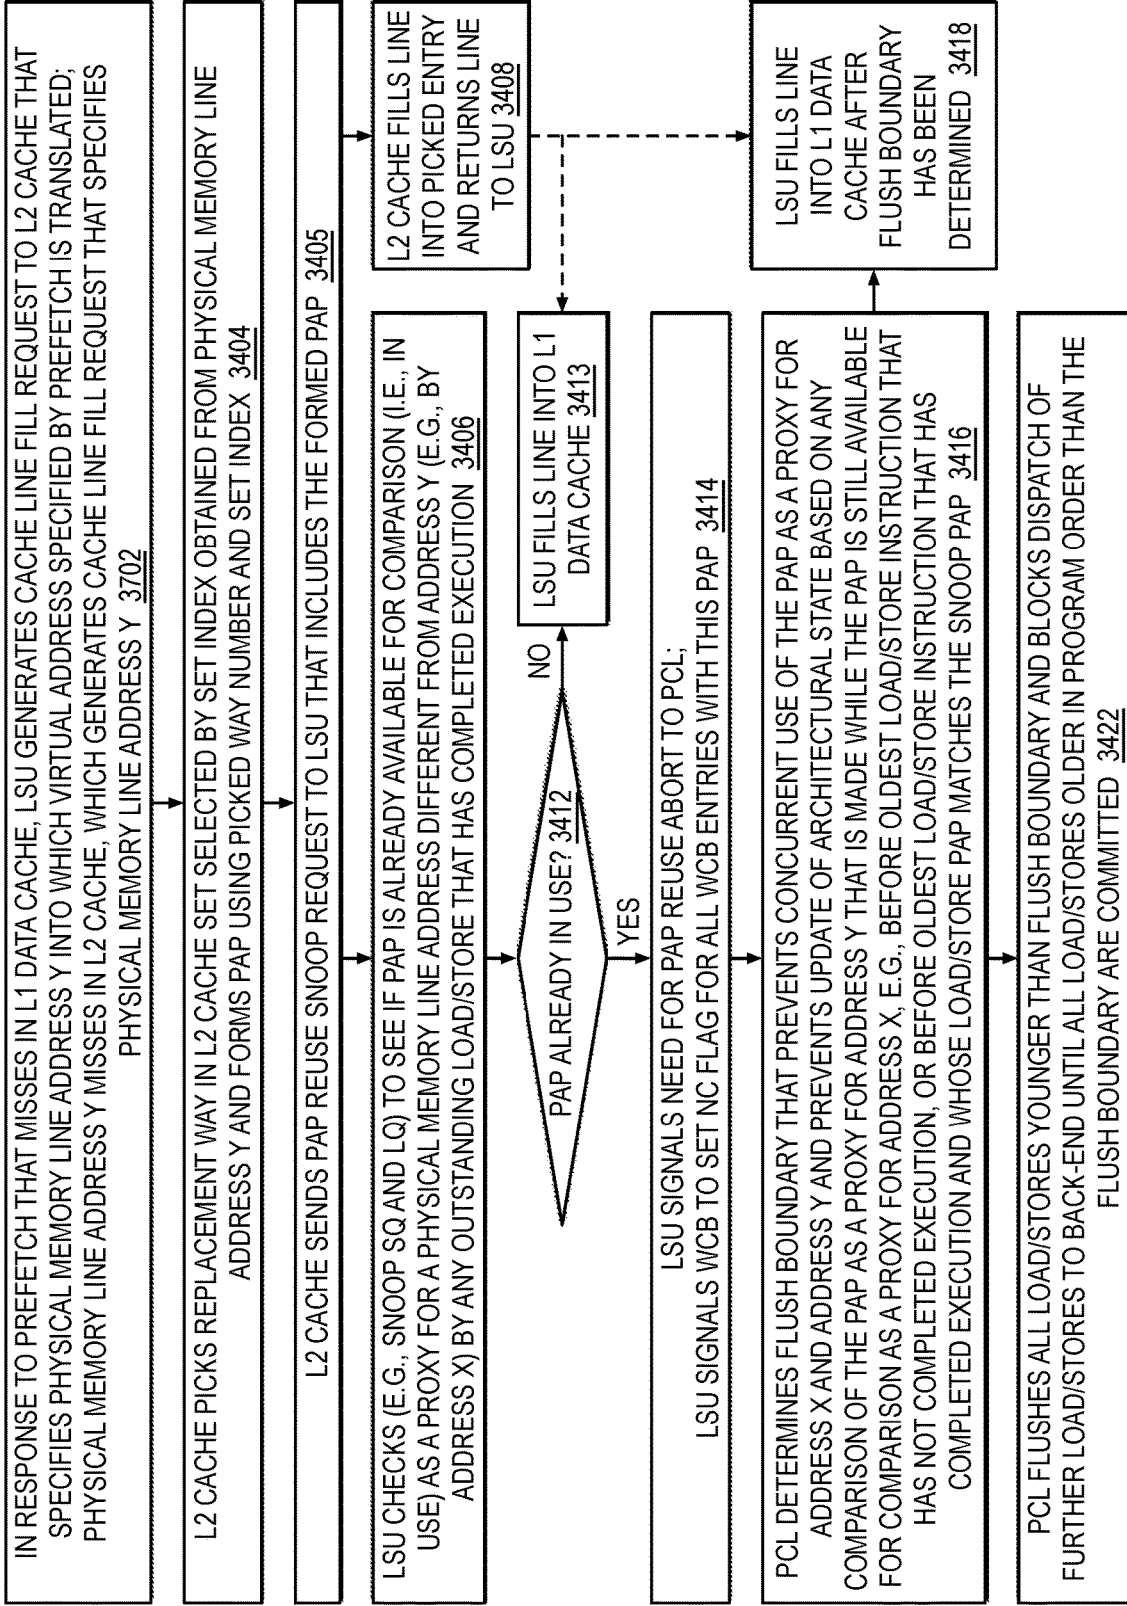 IN RESPONSE TO PREFETCH THAT MISSES IN L1 DATA CACHE, LSU GENERATES CACHE LINE FILL REQUEST TO L2 CACHE THAT
SPECIFIES PHYSICAL MEMORY LINE ADDRESS Y INTO WHICH VIRTUAL ADDRESS SPECIFIED BY PREFETCH IS TRANSLATED;
PHYSICAL MEMORY LINE ADDRESS Y MISSES IN L2 CACHE, WHICH GENERATES CACHE LINE FILL REQUEST THAT SPECIFIES
PHYSICAL MEMORY LINE ADDRESS Y 3702
L2 CACHE PICKS REPLACEMENT WAY IN L2 CACHE SET SELECTED BY SET INDEX OBTAINED FROM PHYSICAL MEMORY LINE
ADDRESS Y AND FORMS PAP USING PICKED WAY NUMBER AND SET INDEX 3404
L2 CACHE SENDS PAP REUSE SNOOP REQUEST TO LSU THAT INCLUDES THE FORMED PAP 3405
LSU CHECKS (E.G., SNOOP SQ AND LQ) TO SEE IF PAP IS ALREADY AVAILABLE FOR COMPARISON (I.E., IN
USE) AS A PROXY FOR A PHYSICAL MEMORY LINE ADDRESS DIFFERENT FROM ADDRESS Y (E.G., BY
ADDRESS X) BY ANY OUTSTANDING LOAD/STORE THAT HAS COMPLETED EXECUTION 3406
L2 CACHE FILLS LINE
INTO PICKED ENTRY
AND RETURNS LINE
TO LSU 3408
PAP ALREADY IN USE? 3412
NO
YES
LSU FILLS LINE INTO L1
DATA CACHE 3413
LSU SIGNALS NEED FOR PAP REUSE ABORT TO PCL;
LSU SIGNALS WCB TO SET NC FLAG FOR ALL WCB ENTRIES WITH THIS PAP 3414
PCL DETERMINES FLUSH BOUNDARY THAT PREVENTS CONCURRENT USE OF THE PAP AS A PROXY FOR
ADDRESS X AND ADDRESS Y AND PREVENTS UPDATE OF ARCHITECTURAL STATE BASED ON ANY
COMPARISON OF THE PAP AS A PROXY FOR ADDRESS Y THAT IS MADE WHILE THE PAP IS STILL AVAILABLE
FOR COMPARISON AS A PROXY FOR ADDRESS X, E.G., BEFORE OLDEST LOAD/STORE INSTRUCTION THAT
HAS NOT COMPLETED EXECUTION, OR BEFORE OLDEST LOAD/STORE INSTRUCTION THAT HAS
COMPLETED EXECUTION AND WHOSE LOAD/STORE PAP MATCHES THE SNOOP PAP 3416
LSU FILLS LINE
INTO L1 DATA
CACHE AFTER
FLUSH BOUNDARY
HAS BEEN
DETERMINED 3418
PCL FLUSHES ALL LOAD/STORES YOUNGER THAN FLUSH BOUNDARY AND BLOCKS DISPATCH OF
FURTHER LOAD/STORES TO BACK-END UNTIL ALL LOAD/STORES OLDER IN PROGRAM ORDER THAN THE
FLUSH BOUNDARY ARE COMMITTED 3422